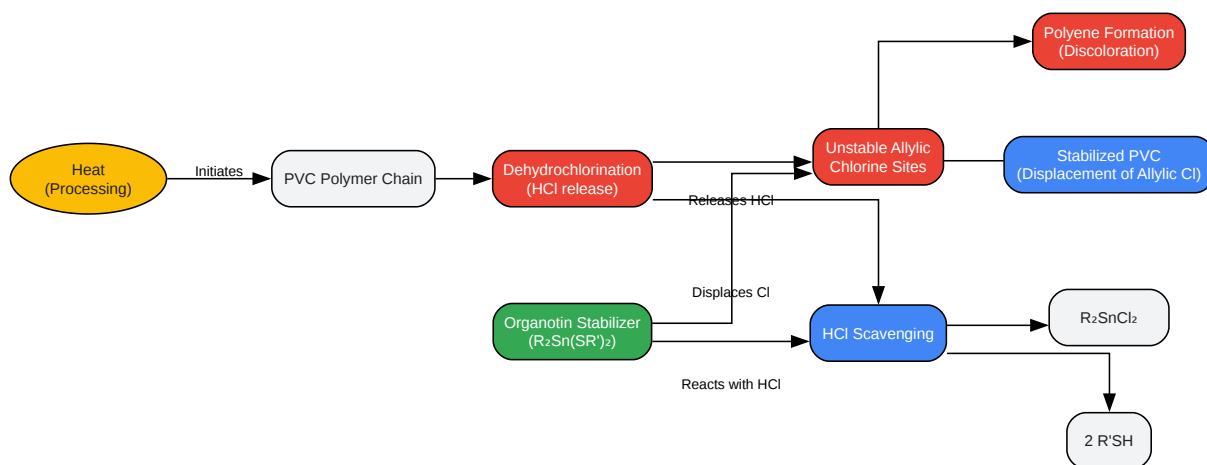 Polyene Formation
(Discoloration)
Heat
(Processing)
Initiates
PVC Polymer Chain
Dehydrochlorination
(HCl release)
Unstable Allylic
Chlorine Sites
Stabilized PVC
(Displacement of Allylic Cl)
Releases HCl
Displaces Cl
Organotin Stabilizer
(R₂Sn(SR')₂)
HCl Scavenging
R₂SnCl₂
Reacts with HCl
2 R'SH